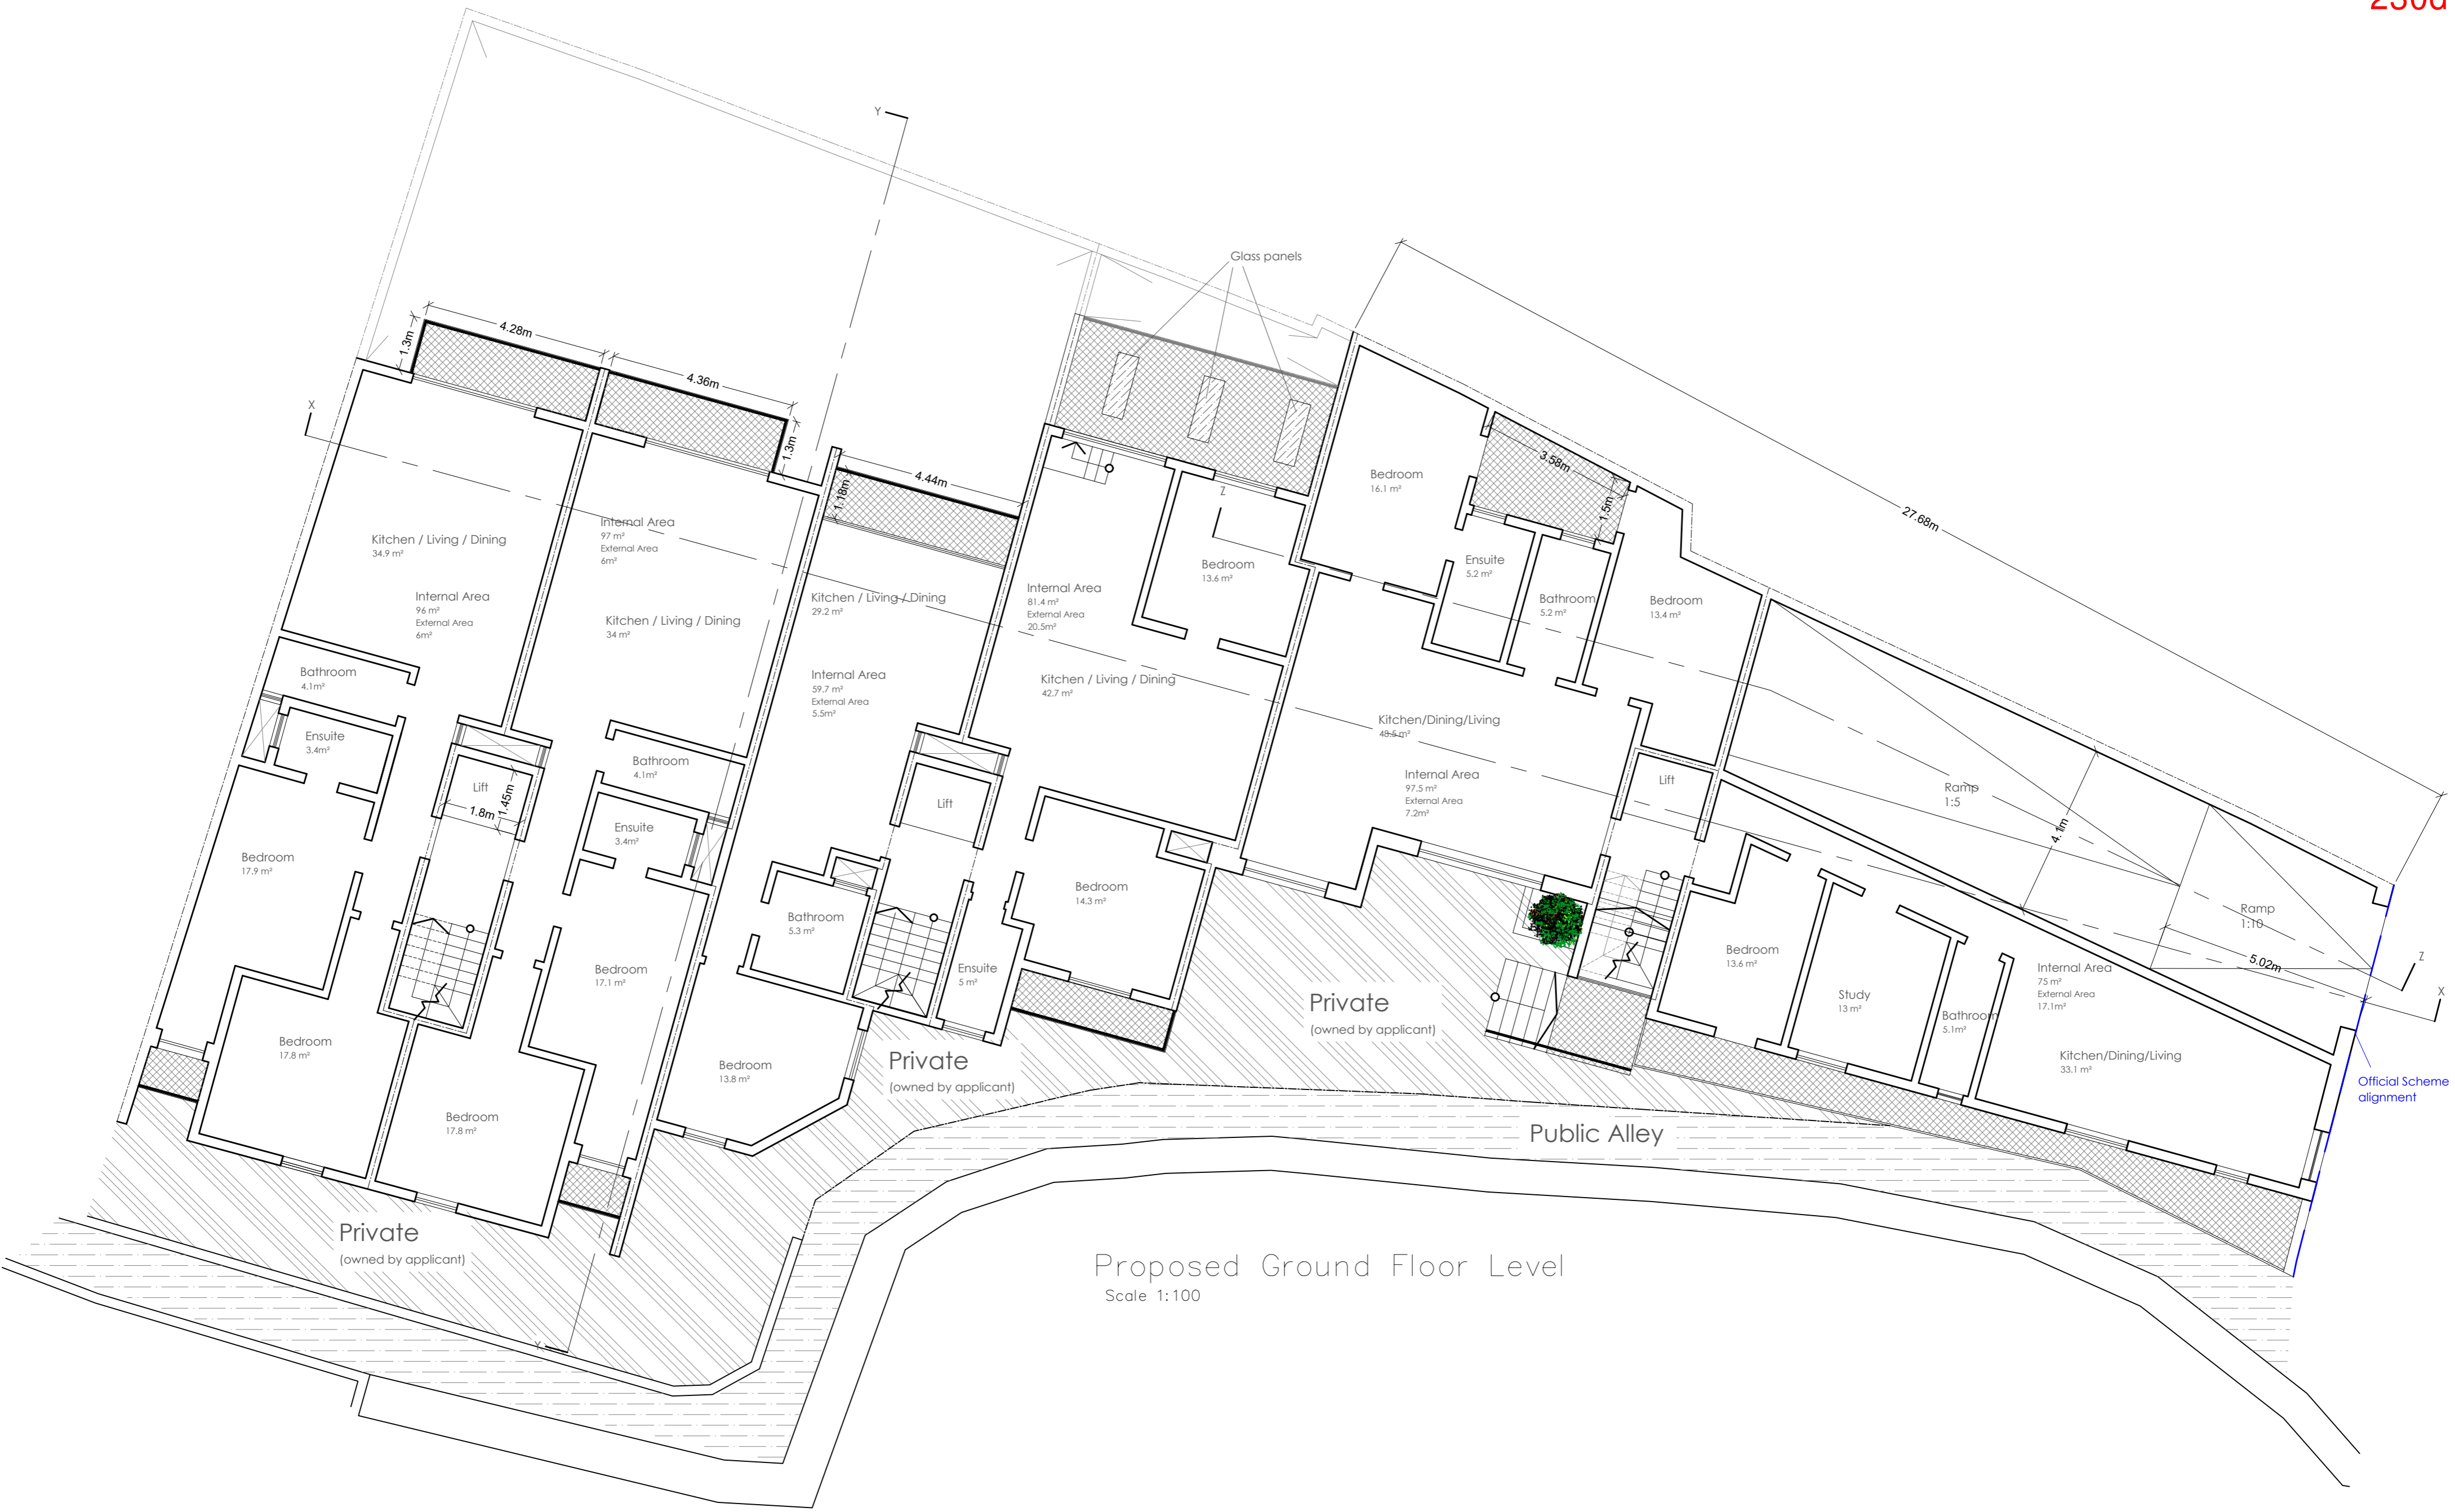 Y
Glass panels
4.28m
1.3m
4.36m
1.3m
X
4.44m
1.18m
27.68m
3.58m
1.5m
Bedroom
16.1 m²
Z
Kitchen / Living / Dining
34.9 m²
Internal Area
97 m²
External Area
6m²
Internal Area
96 m²
External Area
6m²
Kitchen / Living / Dining
34 m²
Kitchen / Living / Dining
29.2 m²
Internal Area
81.4 m²
External Area
20.5m²
Bedroom
13.6 m²
Ensuite
5.2 m²
Bathroom
5.2 m²
Bedroom
13.4 m²
Bathroom
4.1m²
Ensuite
3.4m²
Internal Area
59.7 m²
External Area
5.5m²
Kitchen / Living / Dining
42.7 m²
Kitchen/Dining/Living
48.5 m²
Internal Area
97.5 m²
External Area
7.2m²
Lift
1.8m
1.45m
Bathroom
4.1m²
Ensuite
3.4m²
Lift
Lift
Ramp
1:5
4.1m
Ramp
1:10
5.02m
Z
X
Bedroom
17.9 m²
Bedroom
17.1 m²
Bathroom
5.3 m²
Ensuite
5 m²
Bedroom
14.3 m²
Bedroom
13.6 m²
Study
13 m²
Bathroom
5.1m²
Internal Area
75 m²
External Area
17.1m²
Kitchen/Dining/Living
33.1 m²
Official Scheme
alignment
Bedroom
17.8 m²
Bedroom
17.8 m²
Bedroom
13.8 m²
Private
(owned by applicant)
Private
(owned by applicant)
Private
(owned by applicant)
Public Alley
Y
Proposed Ground Floor Level
Scale 1:100